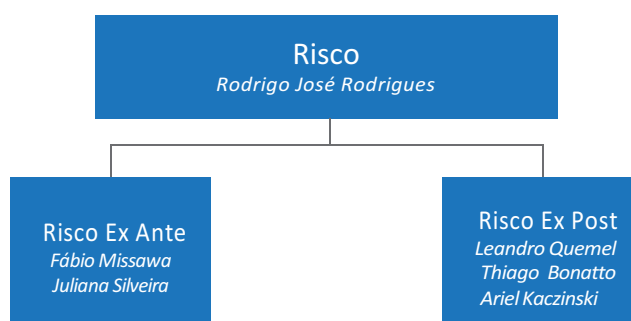 Risco
Rodrigo José Rodrigues
Risco Ex Ante
Fábio Missawa
Juliana Silveira
Risco Ex Post
Leandro Quemel
Thiago Bonatto
Ariel Kaczinski